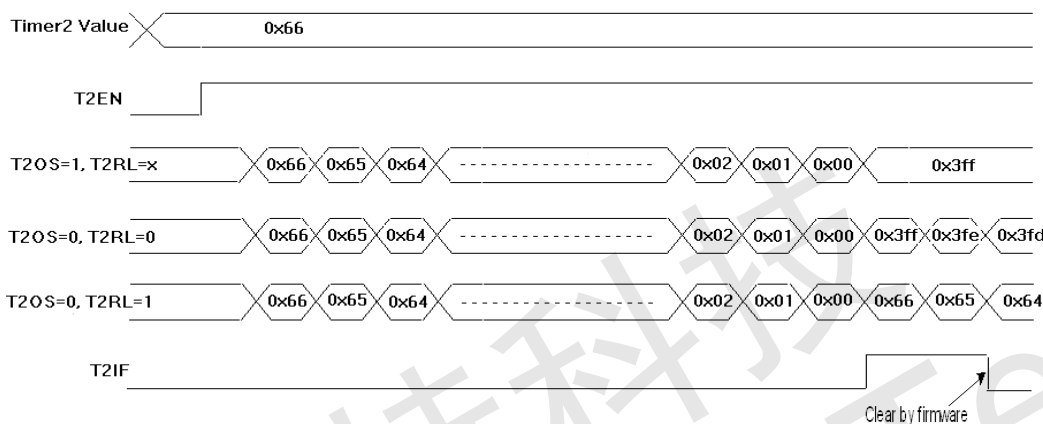 Timer2 Value 0x66
T2EN
T2OS=1, T2RL=x 0x66 0x65 0x64 0x02 0x01 0x00 0x3ff
T2OS=0, T2RL=0 0x66 0x65 0x64 0x02 0x01 0x00 0x3ff 0x3fe 0x3fd
T2OS=0, T2RL=1 0x66 0x65 0x64 0x02 0x01 0x00 0x66 0x65 0x64
T2IF
Clear by firmware
科技